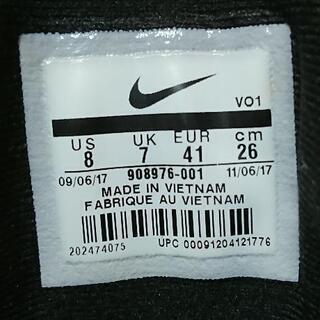 VO1
US UK EUR cm
8 7 41 26
09/06/17 908976-001 11/06/17
MADE IN VIETNAM
FABRIQUE AU VIETNAM
202474075 UPC 00091204121776